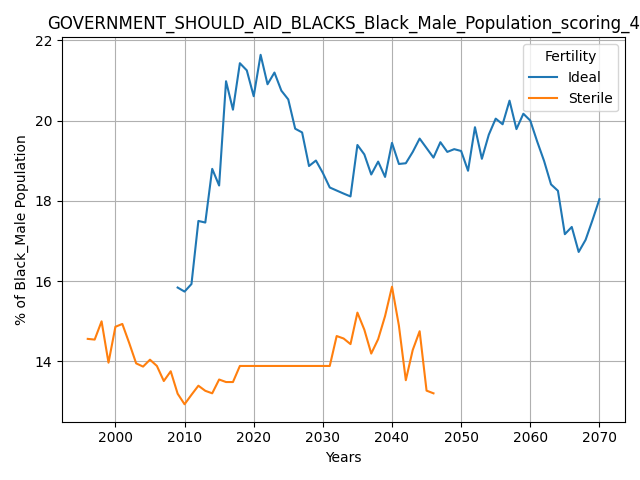 GOVERNMENT_SHOULD_AID_BLACKS_Black_Male_Population_scoring_4
22
20
18
16
14
% of Black_Male Population
Fertility
Ideal
Sterile
2000 2010 2020 2030 2040 2050 2060 2070
Years